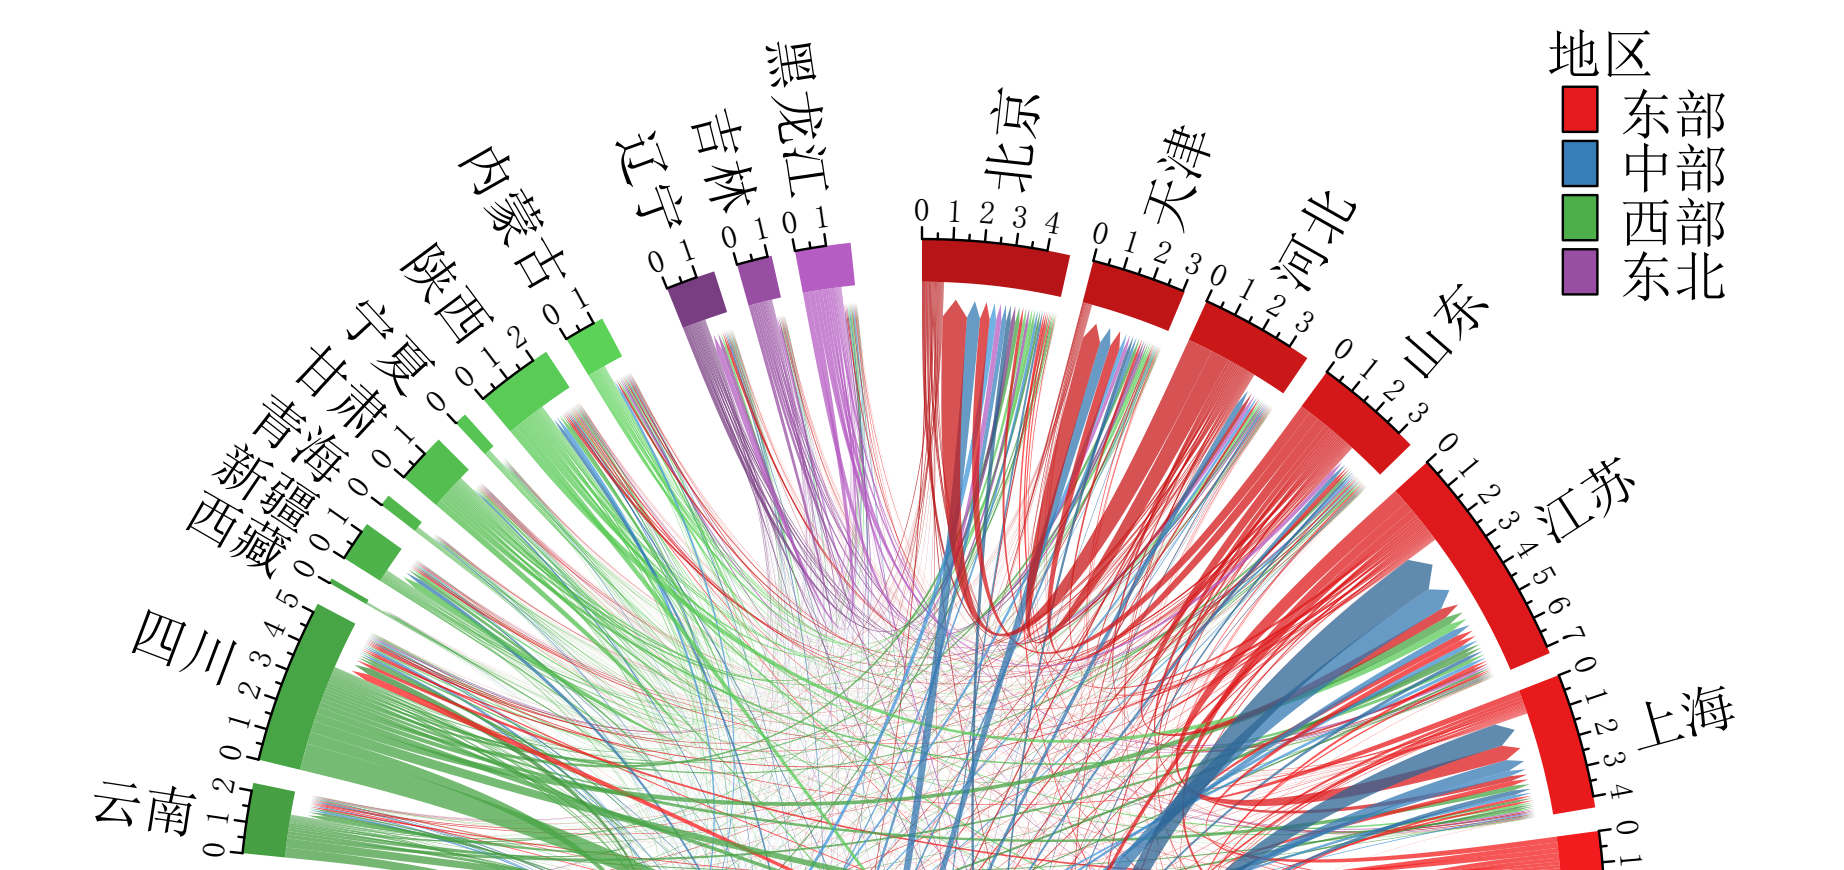 地区
东部
中部
西部
东北
黑龙江
吉林
辽宁
内蒙古
陕西
宁夏
甘肃
青海
新疆
西藏
四川
云南
北京
天津
河北
山东
江苏
上海
0 1
0 1
0 1
0 1
0 1 2
0
0 1
0
0 1
0
0 1 2 3 4 5
0 1 2
0 1 2 3 4
0 1 2 3
0 1 2 3
0 1 2 3
0 1 2 3 4 5 6 7
0 1 2 3 4
0 1